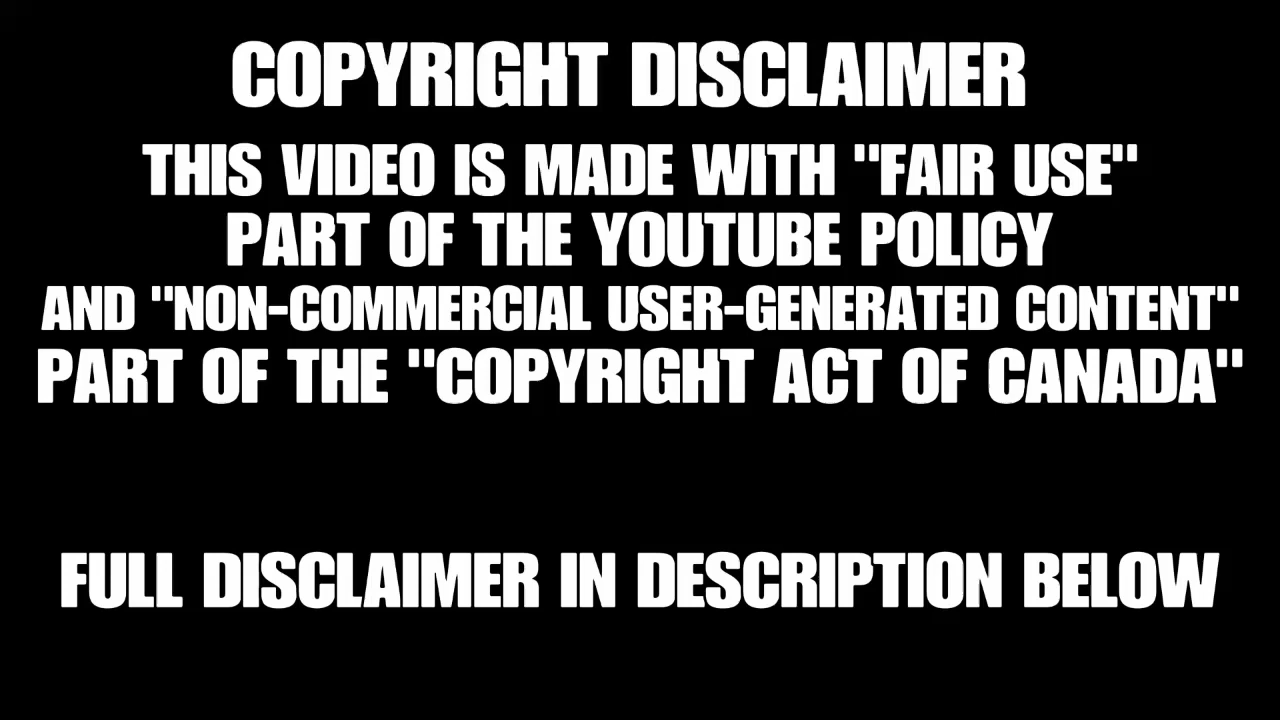 COPYRIGHT DISCLAIMER
THIS VIDEO IS MADE WITH "FAIR USE"
PART OF THE YOUTUBE POLICY
AND "NON-COMMERCIAL USER-GENERATED CONTENT"
PART OF THE "COPYRIGHT ACT OF CANADA"
FULL DISCLAIMER IN DESCRIPTION BELOW